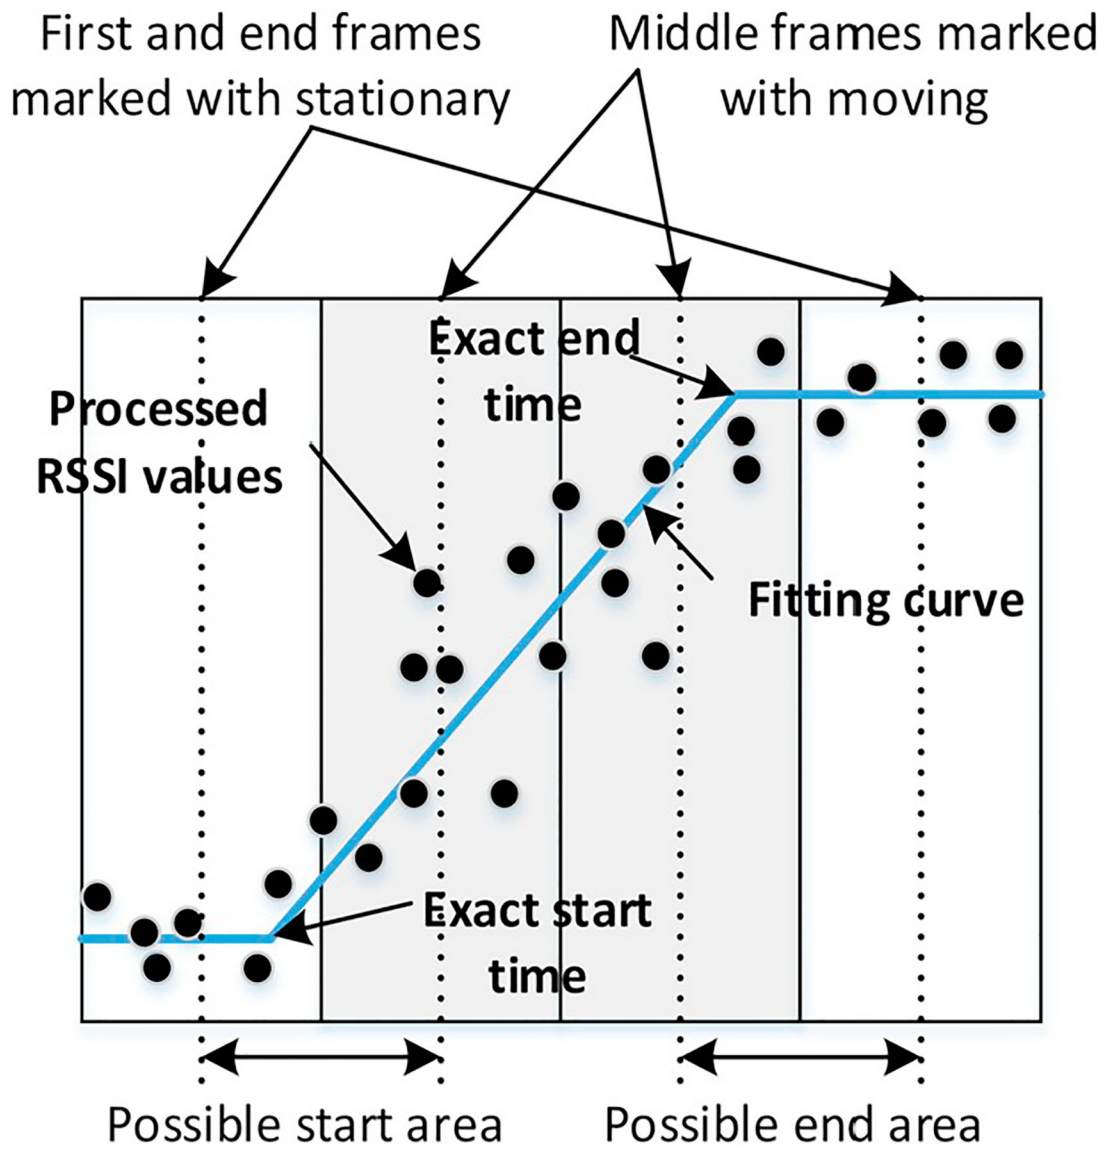 First and end frames
marked with stationary
Middle frames marked
with moving
Exact end
time
Processed
RSSI values
Fitting curve
Exact start
time
Possible start area
Possible end area